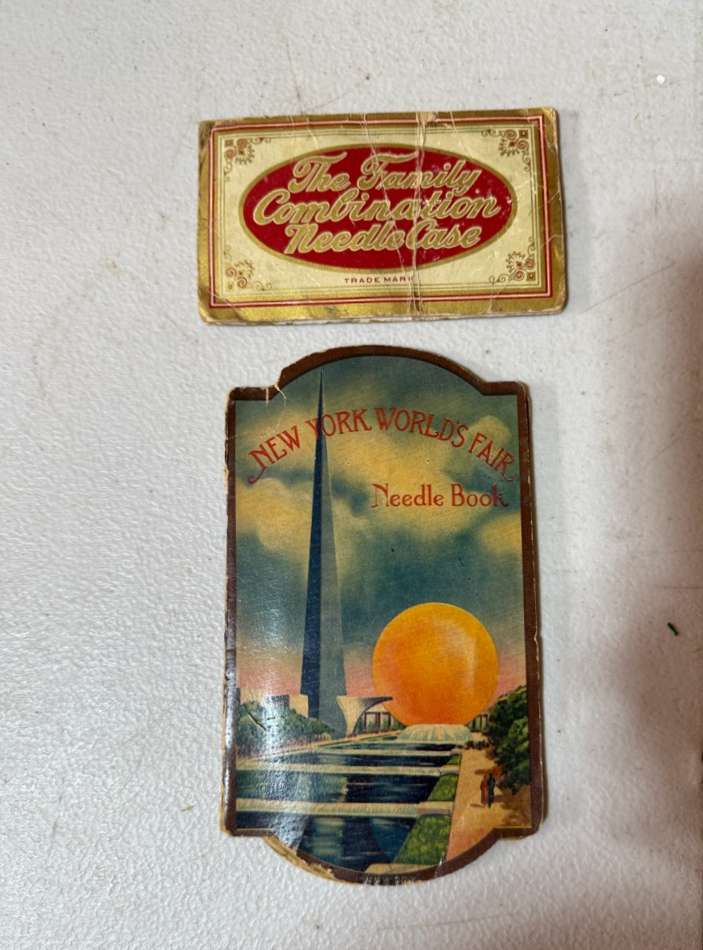 The Family
Combination
Needle Case
TRADE MARK
NEW YORK WORLD'S FAIR
Needle Book